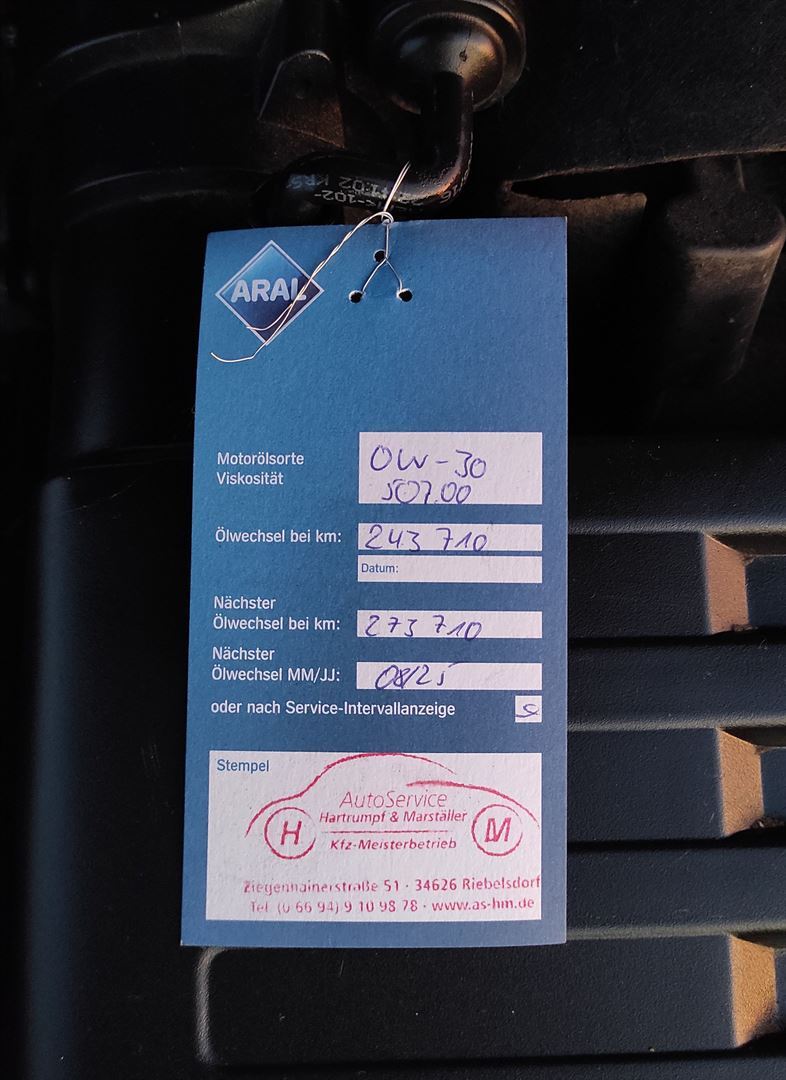 ARAL
Motorölsorte
Viskosität
0W-30
507.00
Ölwechsel bei km:
243 710
Datum:
Nächster
Ölwechsel bei km:
273 710
Nächster
Ölwechsel MM/JJ:
08/25
oder nach Service-Intervallanzeige
Stempel
AutoService
Hartrumpf & Marställer
H
M
Kfz-Meisterbetrieb
Ziegenhainerstraße 51 · 34626 Riebelsdorf
Tel. (0 66 94) 9 10 98 78 · www.as-hm.de